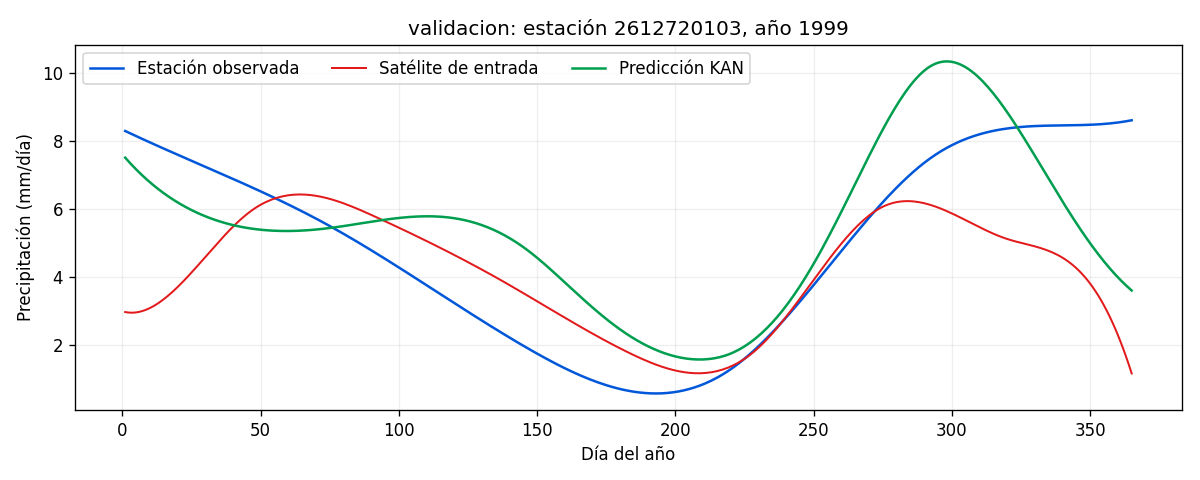 validacion: estación 2612720103, año 1999
Estación observada
Satélite de entrada
Predicción KAN
Precipitación (mm/día)
10
8
6
4
2
0
50
100
150
200
250
300
350
Día del año